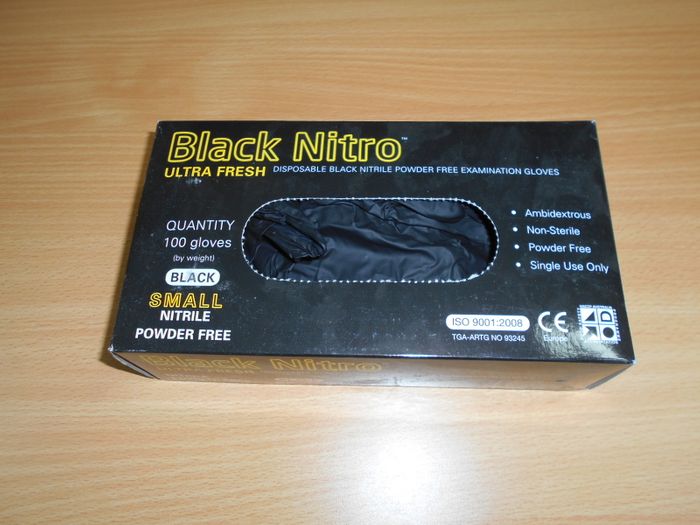 Black Nitro™
ULTRA FRESH DISPOSABLE BLACK NITRILE POWDER FREE EXAMINATION GLOVES
QUANTITY
100 gloves
(by weight)
BLACK
SMALL
NITRILE
POWDER FREE
• Ambidextrous
• Non-Sterile
• Powder Free
• Single Use Only
ISO 9001:2008
TGA-ARTG NO 93245
CE
Europe
Black Nitro